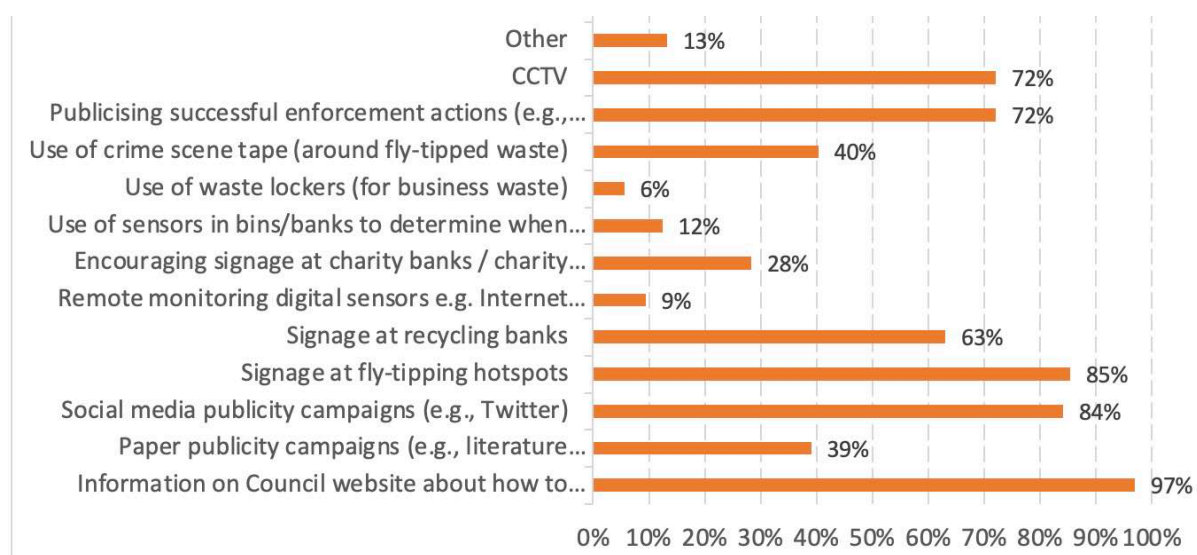 Other 13%
CCTV 72%
Publicising successful enforcement actions (e.g.,... 72%
Use of crime scene tape (around fly-tipped waste) 40%
Use of waste lockers (for business waste) 6%
Use of sensors in bins/banks to determine when... 12%
Encouraging signage at charity banks / charity... 28%
Remote monitoring digital sensors e.g. Internet... 9%
Signage at recycling banks 63%
Signage at fly-tipping hotspots 85%
Social media publicity campaigns (e.g., Twitter) 84%
Paper publicity campaigns (e.g., literature... 39%
Information on Council website about how to... 97%
0% 10% 20% 30% 40% 50% 60% 70% 80% 90% 100%